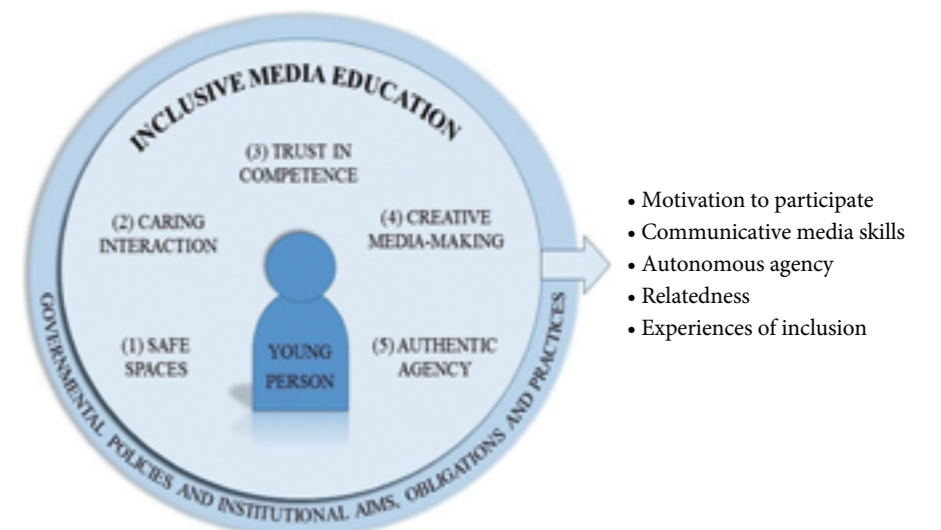 INCLUSIVE MEDIA EDUCATION
(3) TRUST IN
COMPETENCE
(2) CARING
INTERACTION
(4) CREATIVE
MEDIA-MAKING
(1) SAFE
SPACES
YOUNG
PERSON
(5) AUTHENTIC
AGENCY
GOVERNMENTAL POLICIES AND INSTITUTIONAL AIMS, OBLIGATIONS AND PRACTICES
• Motivation to participate
• Communicative media skills
• Autonomous agency
• Relatedness
• Experiences of inclusion